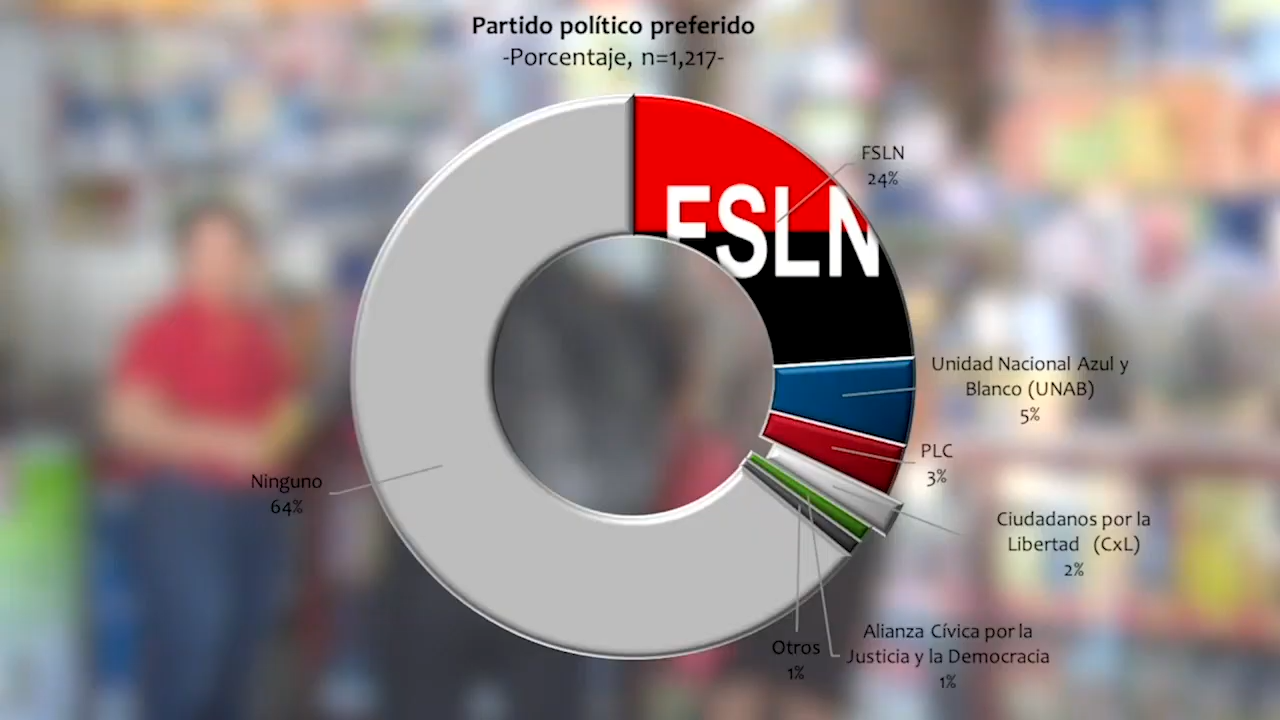 Partido político preferido
-Porcentaje, n=1,217-
FSLN
24%
FSLN
Unidad Nacional Azul y
Blanco (UNAB)
5%
PLC
3%
Ninguno
64%
Ciudadanos por la
Libertad (CxL)
2%
Otros
1%
Alianza Cívica por la
Justicia y la Democracia
1%